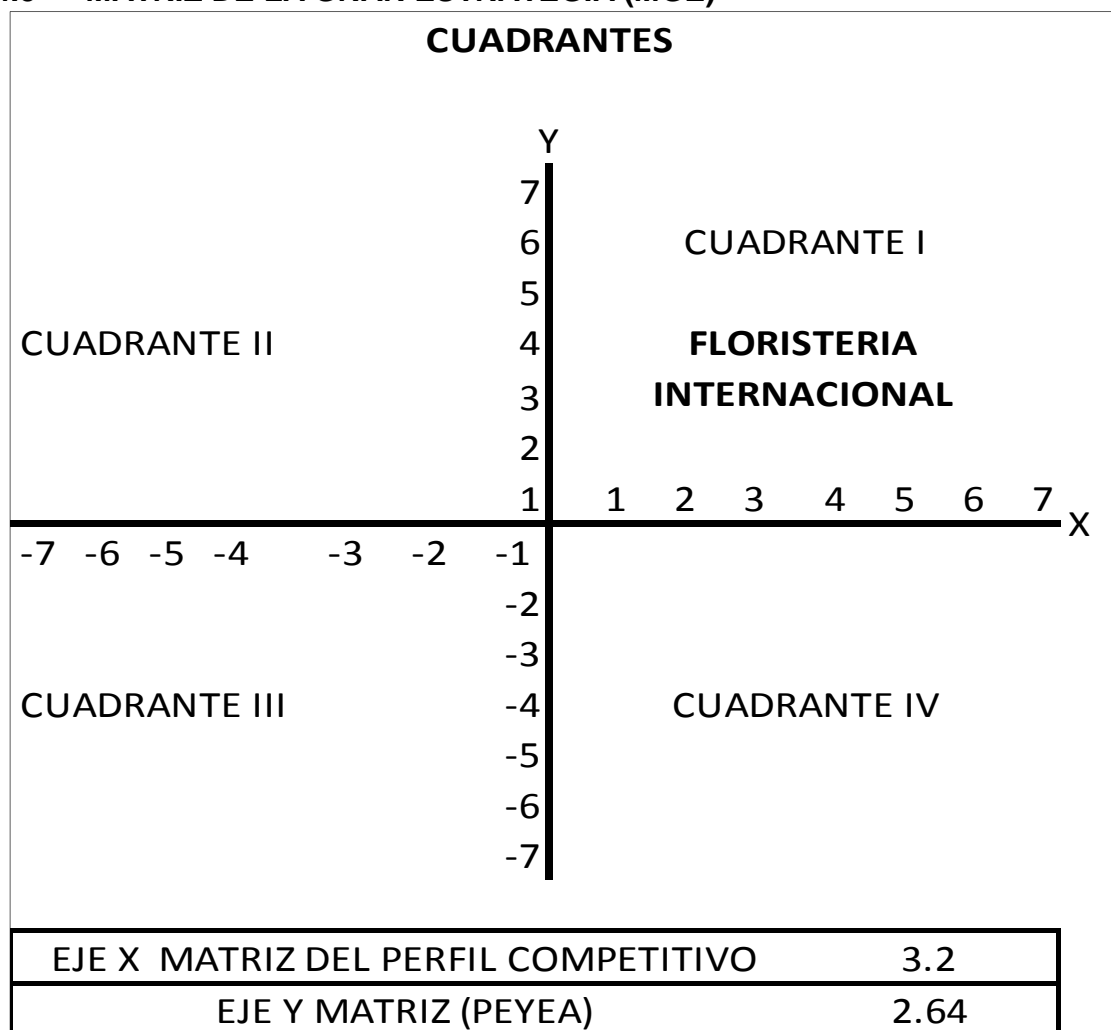 CUADRANTES
Y
7
6 CUADRANTE I
5
CUADRANTE II 4 FLORISTERIA
3 INTERNACIONAL
2
1 1 2 3 4 5 6 7 X
-7 -6 -5 -4 -3 -2 -1
-2
-3
CUADRANTE III -4 CUADRANTE IV
-5
-6
-7
EJE X MATRIZ DEL PERFIL COMPETITIVO 3.2
EJE Y MATRIZ (PEYEA) 2.64